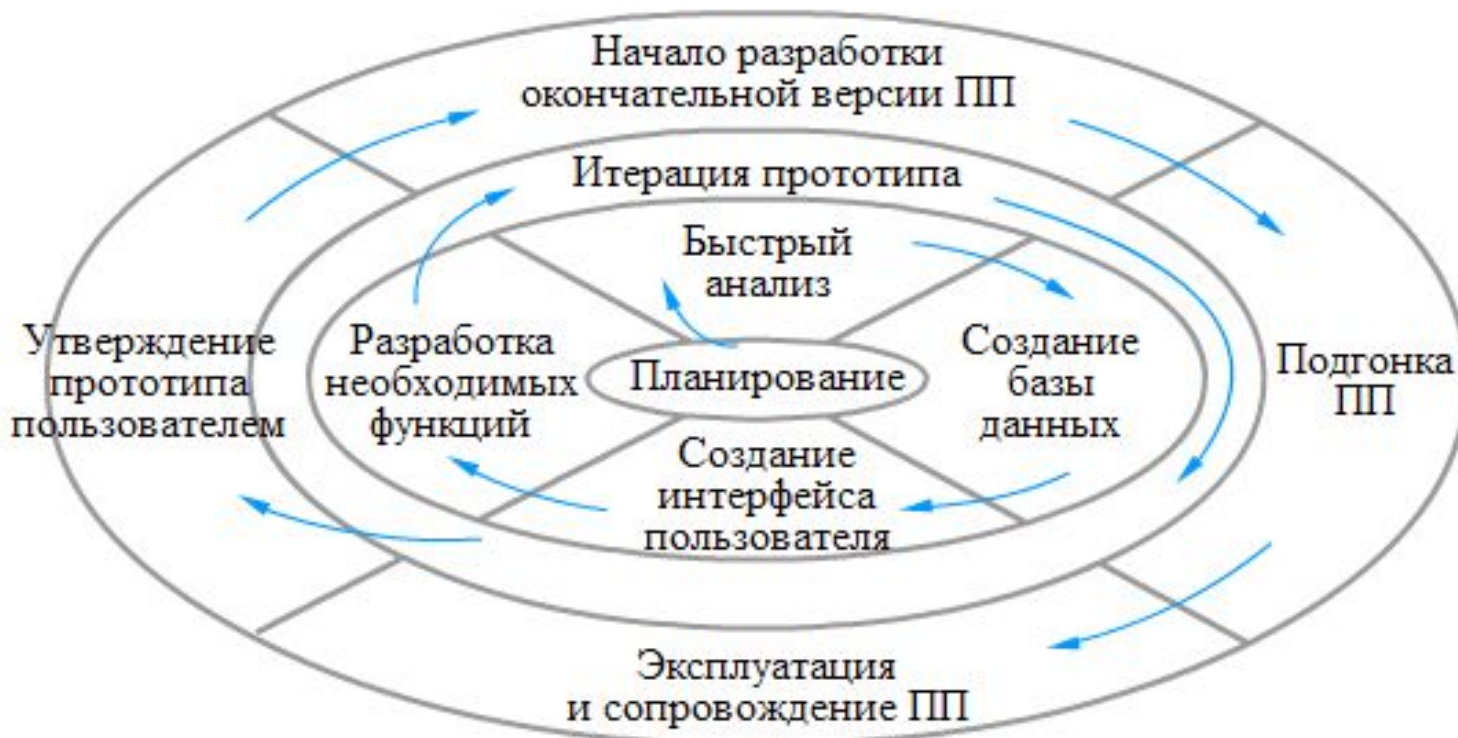 Начало разработки
окончательной версии ПП
Итерация прототипа
Быстрый
анализ
Утверждение
прототипа
пользователем
Разработка
необходимых
функций
Планирование
Создание
базы
данных
Подгонка
ПП
Создание
интерфейса
пользователя
Эксплуатация
и сопровождение ПП